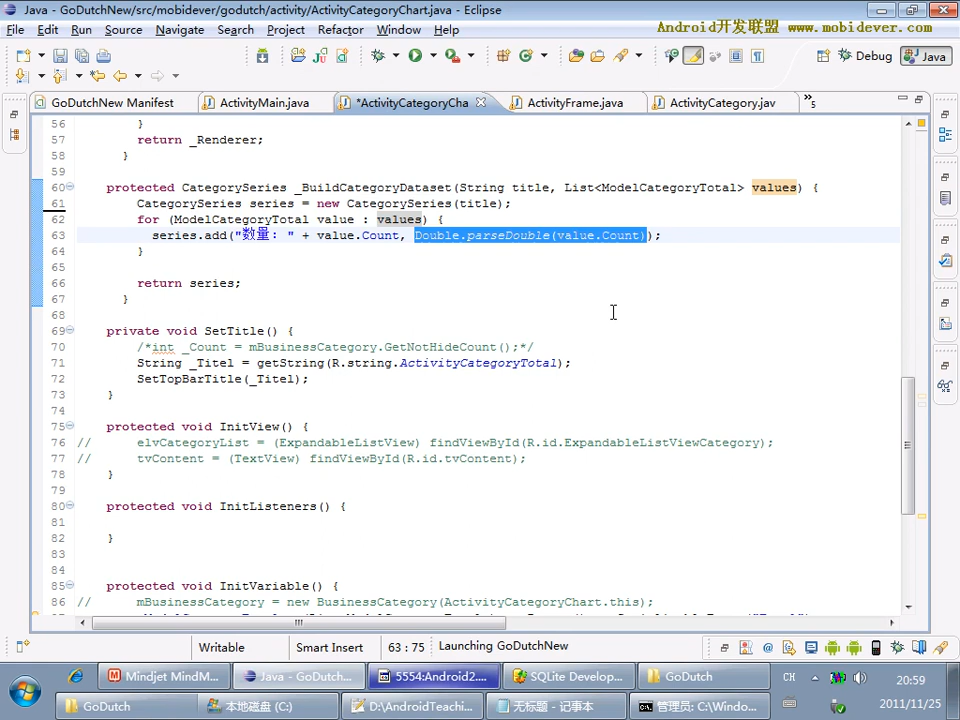 Java - GoDutchNew/src/mobidever/godutch/activity/ActivityCategoryChart.java - Eclipse
File Edit Run Source Navigate Search Project Refactor Window Help
Android开发联盟 www.mobidever.com
Debug Java
GoDutchNew Manifest ActivityMain.java *ActivityCategoryCha ActivityFrame.java ActivityCategory.jav »5
56 }
57 return _Renderer;
58 }
59
60 protected CategorySeries _BuildCategoryDataset(String title, List<ModelCategoryTotal> values) {
61 CategorySeries series = new CategorySeries(title);
62 for (ModelCategoryTotal value : values) {
63 series.add("数量: " + value.Count, Double.parseDouble(value.Count));
64 }
65
66 return series;
67 }
68
69 private void SetTitle() {
70 /*int _Count = mBusinessCategory.GetNotHideCount();*/
71 String _Titel = getString(R.string.ActivityCategoryTotal);
72 SetTopBarTitle(_Titel);
73 }
74
75 protected void InitView() {
76 // elvCategoryList = (ExpandableListView) findViewById(R.id.ExpandableListViewCategory);
77 // tvContent = (TextView) findViewById(R.id.tvContent);
78 }
79
80 protected void InitListeners() {
81
82 }
83
84
85 protected void InitVariable() {
86 // mBusinessCategory = new BusinessCategory(ActivityCategoryChart.this);
Writable Smart Insert 63 : 75 Launching GoDutchNew
Mindjet MindM... Java - GoDutch... 5554:Android2.... SQLite Develop... GoDutch CH 20:59
GoDutch 本地磁盘 (C:) D:\AndroidTeachi... 无标题 - 记事本 管理员: C:\Windo... 2011/11/25